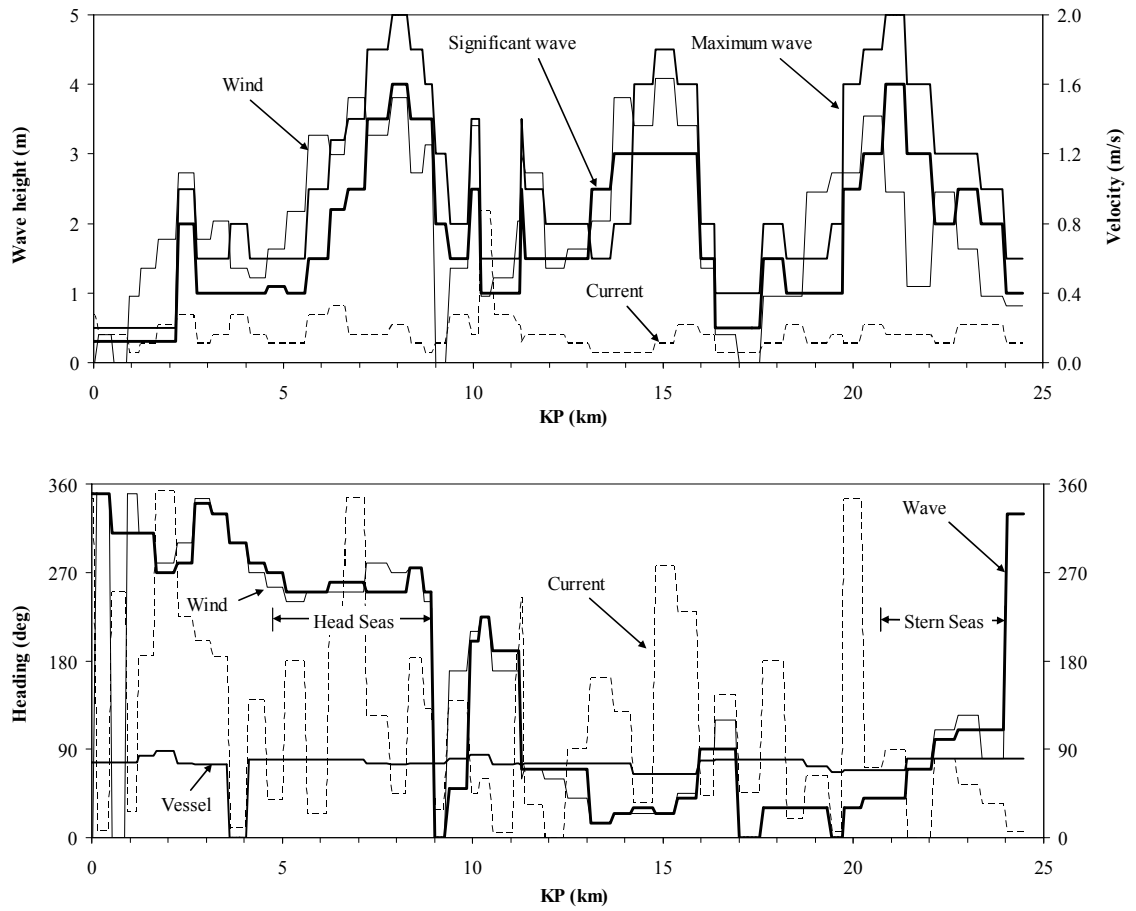 5
4
3
2
1
0
Wave height (m)
Wind
Significant wave
Maximum wave
Current
2.0
1.6
1.2
0.8
0.4
0.0
Velocity (m/s)
0 5 10 15 20 25
KP (km)
360
270
180
90
0
Heading (deg)
Wind
Head Seas
Vessel
Current
Wave
Stern Seas
360
270
180
90
0
0 5 10 15 20 25
KP (km)